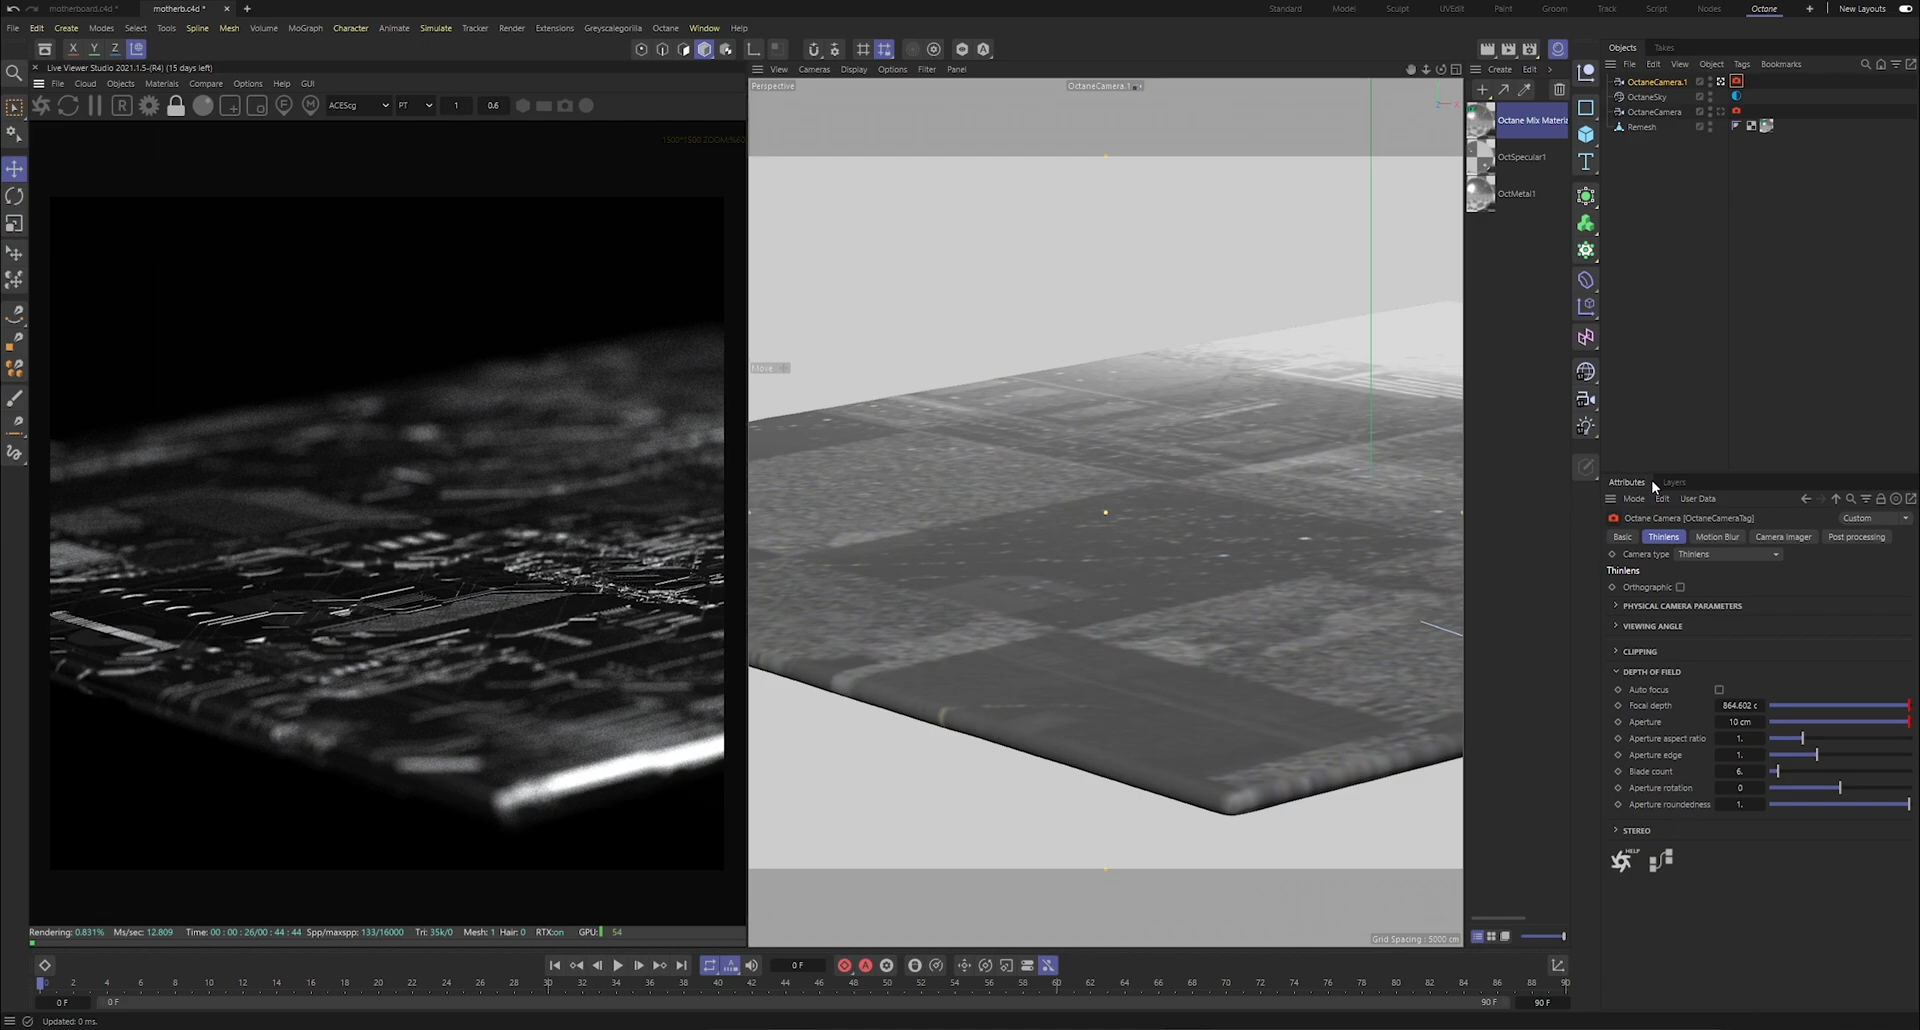 motherboard.c4d *
motherb.c4d *
Standard
Model
Sculpt
UVEdit
Paint
Groom
Track
Script
Nodes
Octane
New Layouts
File
Edit
Create
Modes
Select
Tools
Spline
Mesh
Volume
MoGraph
Character
Animate
Simulate
Tracker
Render
Extensions
Greyscalegorilla
Octane
Window
Help
X
Y
Z
Objects
Takes
Live Viewer Studio 2021.1.5-(R4) (15 days left)
File
Cloud
Objects
Materials
Compare
Options
Help
GUI
Cameras
Display
Options
Filter
Panel
View
Create
Edit
File
Edit
View
Object
Tags
Bookmarks
ACEScg
PT
1
0.6
Perspective
OctaneCamera.1
OctaneCamera.1
OctaneSky
OctaneCamera
Remesh
1500*1500 ZOOM:%60
Octane Mix Materia
OctSpecular1
OctMetal1
Move
Attributes
Layers
Mode
Edit
User Data
Octane Camera [OctaneCameraTag]
Custom
Basic
Thinlens
Motion Blur
Camera Imager
Post processing
Camera type
Thinlens
Thinlens
Orthographic
PHYSICAL CAMERA PARAMETERS
VIEWING ANGLE
CLIPPING
DEPTH OF FIELD
Auto focus
Focal depth 864.602 c
Aperture 10 cm
Aperture aspect ratio 1.
Aperture edge 1.
Blade count 6.
Aperture rotation 0
Aperture roundedness 1.
STEREO
HELP
Rendering: 0.831% Ms/sec: 12.809 Time: 00 : 00 : 26/00 : 44 : 44 Spp/maxspp: 133/16000 Tri: 35k/0 Mesh: 1 Hair: 0 RTX:on GPU: 54
Grid Spacing : 5000 cm
0 F
0 2 4 6 8 10 12 14 16 18 20 22 24 26 28 30 32 34 36 38 40 42 44 46 48 50 52 54 56 58 60 62 64 66 68 70 72 74 76 78 80 82 84 86 88 90
0 F
0 F
90 F
90 F
Updated: 0 ms.